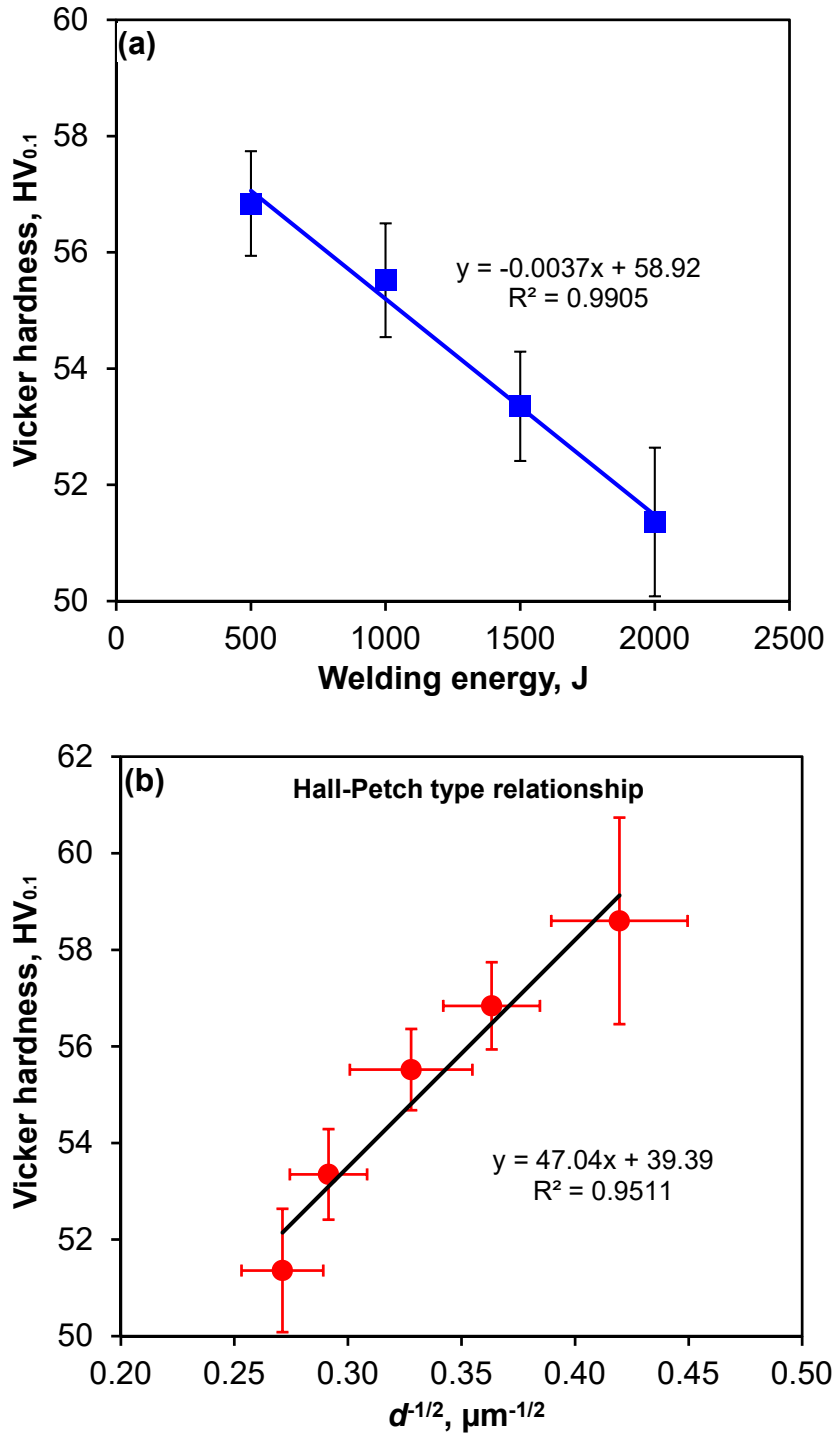 (a)
Vicker hardness, HV0.1
60
58
56
54
52
50
y = -0.0037x + 58.92
R² = 0.9905
0 500 1000 1500 2000 2500
Welding energy, J
(b)
Hall-Petch type relationship
Vicker hardness, HV0.1
62
60
58
56
54
52
50
y = 47.04x + 39.39
R² = 0.9511
0.20 0.25 0.30 0.35 0.40 0.45 0.50
d-1/2, µm-1/2